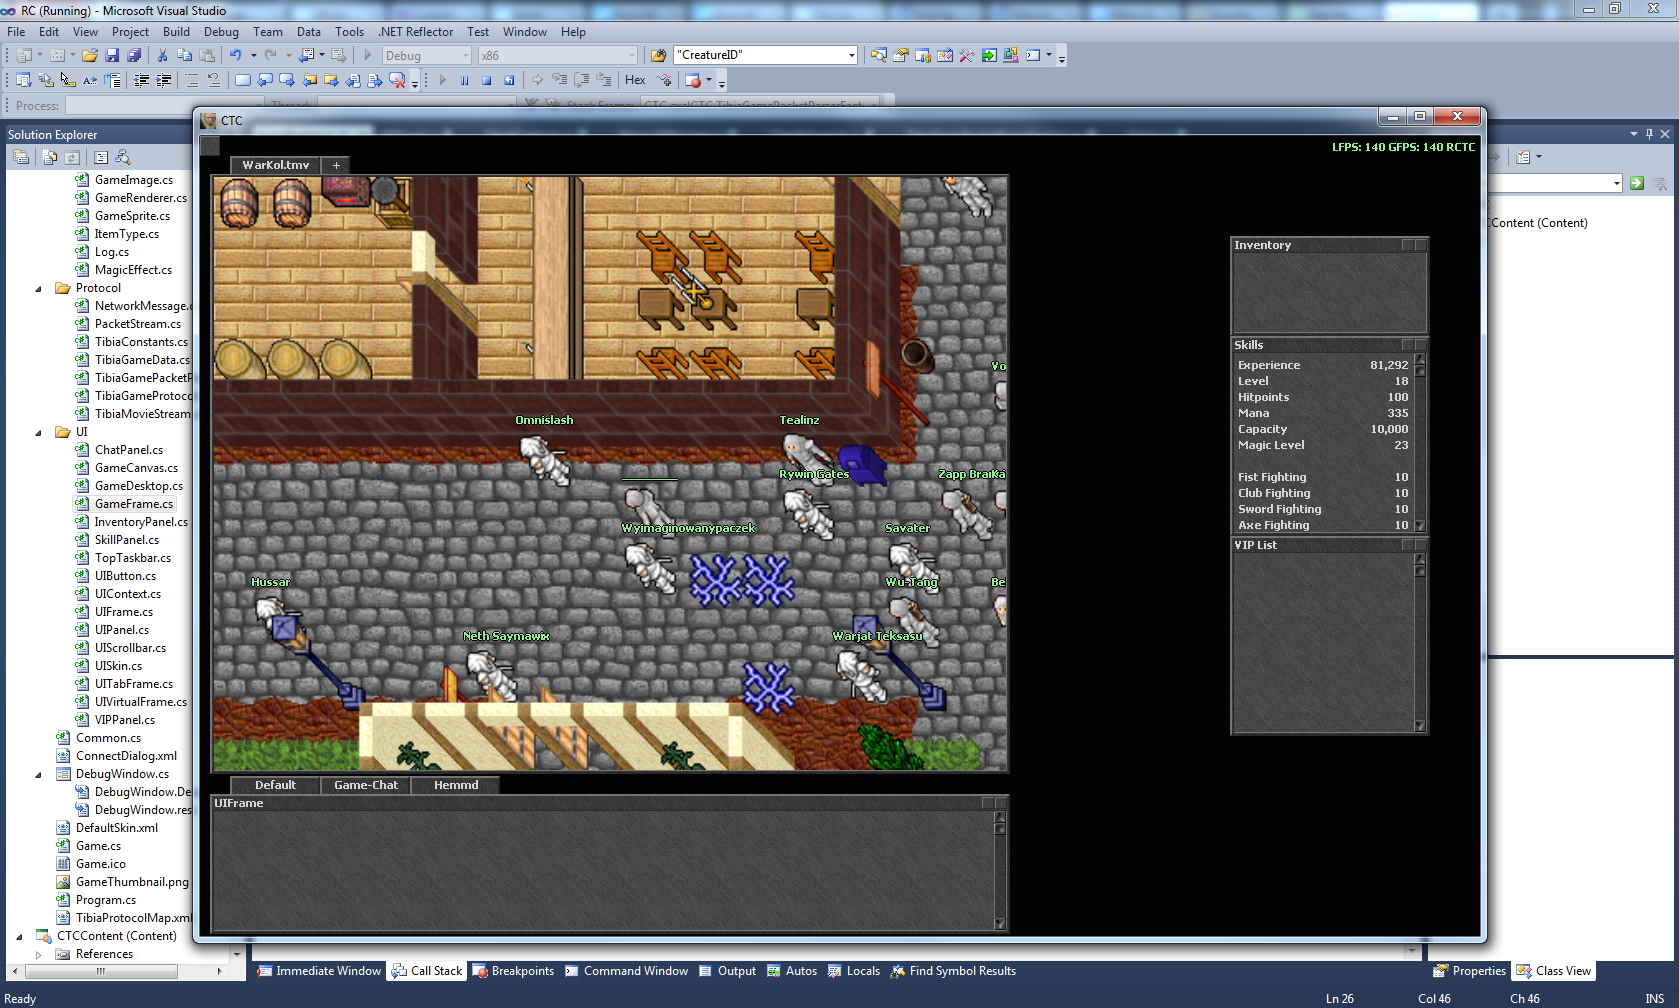 RC (Running) - Microsoft Visual Studio
File Edit View Project Build Debug Team Data Tools .NET Reflector Test Window Help
Debug x86 "CreatureID"
Hex
Process:
Solution Explorer
GameImage.cs
GameRenderer.cs
GameSprite.cs
ItemType.cs
Log.cs
MagicEffect.cs
Protocol
NetworkMessage.c
PacketStream.cs
TibiaConstants.cs
TibiaGameData.cs
TibiaGamePacketP
TibiaGameProtoco
TibiaMovieStream
UI
ChatPanel.cs
GameCanvas.cs
GameDesktop.cs
GameFrame.cs
InventoryPanel.cs
SkillPanel.cs
TopTaskbar.cs
UIButton.cs
UIContext.cs
UIFrame.cs
UIPanel.cs
UIScrollbar.cs
UISkin.cs
UITabFrame.cs
UIVirtualFrame.cs
VIPPanel.cs
Common.cs
ConnectDialog.xml
DebugWindow.cs
DebugWindow.De
DebugWindow.res
DefaultSkin.xml
Game.cs
Game.ico
GameThumbnail.png
Program.cs
TibiaProtocolMap.xml
CTCContent (Content)
References
CTC
LFPS: 140 GFPS: 140 RCTC
WarKol.tmv +
Vo
Omnislash
Tealinz
Rywin Gates
Zapp Bra
Wyimaginowanypaczek
Savater
Hussar
Wu-Tang
Be
Neth Saymawix
Warjat Teksasu
Default Game-Chat Hemmd
UIFrame
Inventory
Skills
Experience 81,292
Level 18
Hitpoints 100
Mana 335
Capacity 10,000
Magic Level 23
Fist Fighting 10
Club Fighting 10
Sword Fighting 10
Axe Fighting 10
VIP List
CContent (Content)
Immediate Window Call Stack Breakpoints Command Window Output Autos Locals Find Symbol Results
Properties Class View
Ready Ln 26 Col 46 Ch 46 INS